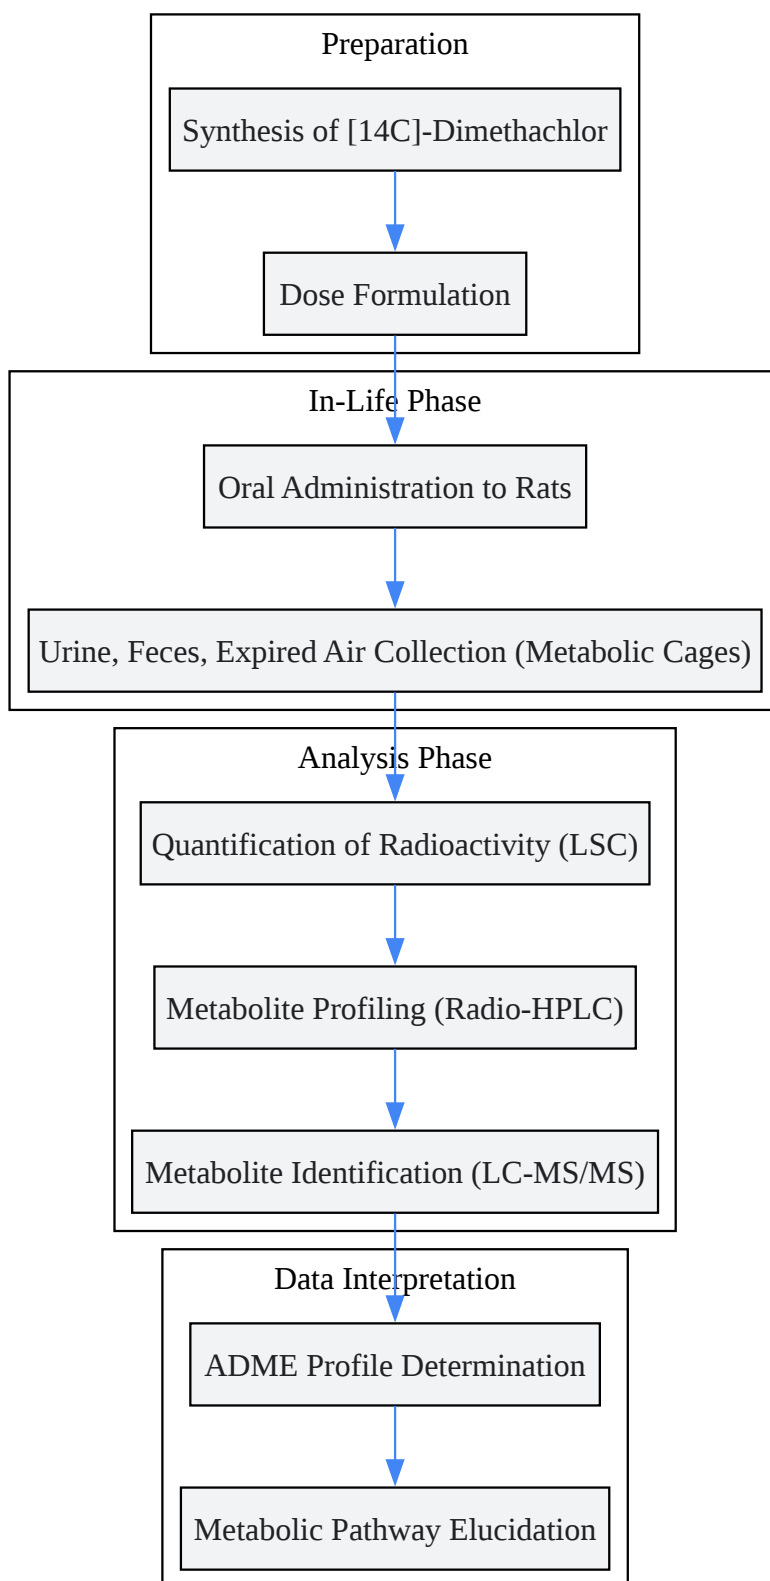 Preparation
Synthesis of [14C]-Dimethachlor
Dose Formulation
In-Life Phase
Oral Administration to Rats
Urine, Feces, Expired Air Collection (Metabolic Cages)
Analysis Phase
Quantification of Radioactivity (LSC)
Metabolite Profiling (Radio-HPLC)
Metabolite Identification (LC-MS/MS)
Data Interpretation
ADME Profile Determination
Metabolic Pathway Elucidation